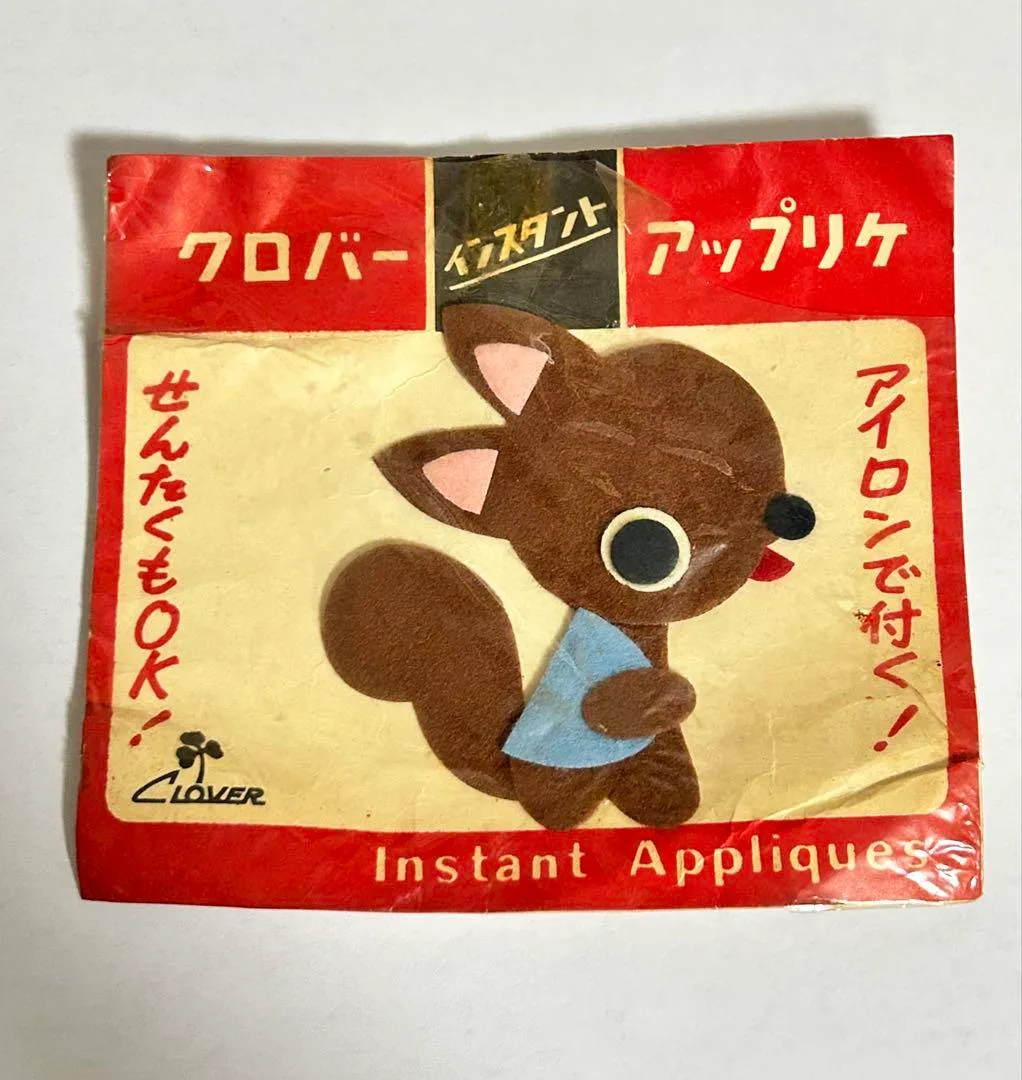 クロバー
インスタント
アップリケ
アイロンで付く!
せんたくもOK!
CLOVER
Instant Appliques